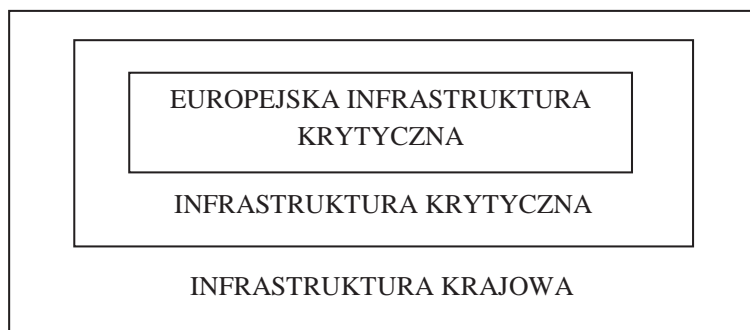 EUROPEJSKA INFRASTRUKTURA
KRYTYCZNA
INFRASTRUKTURA KRYTYCZNA
INFRASTRUKTURA KRAJOWA